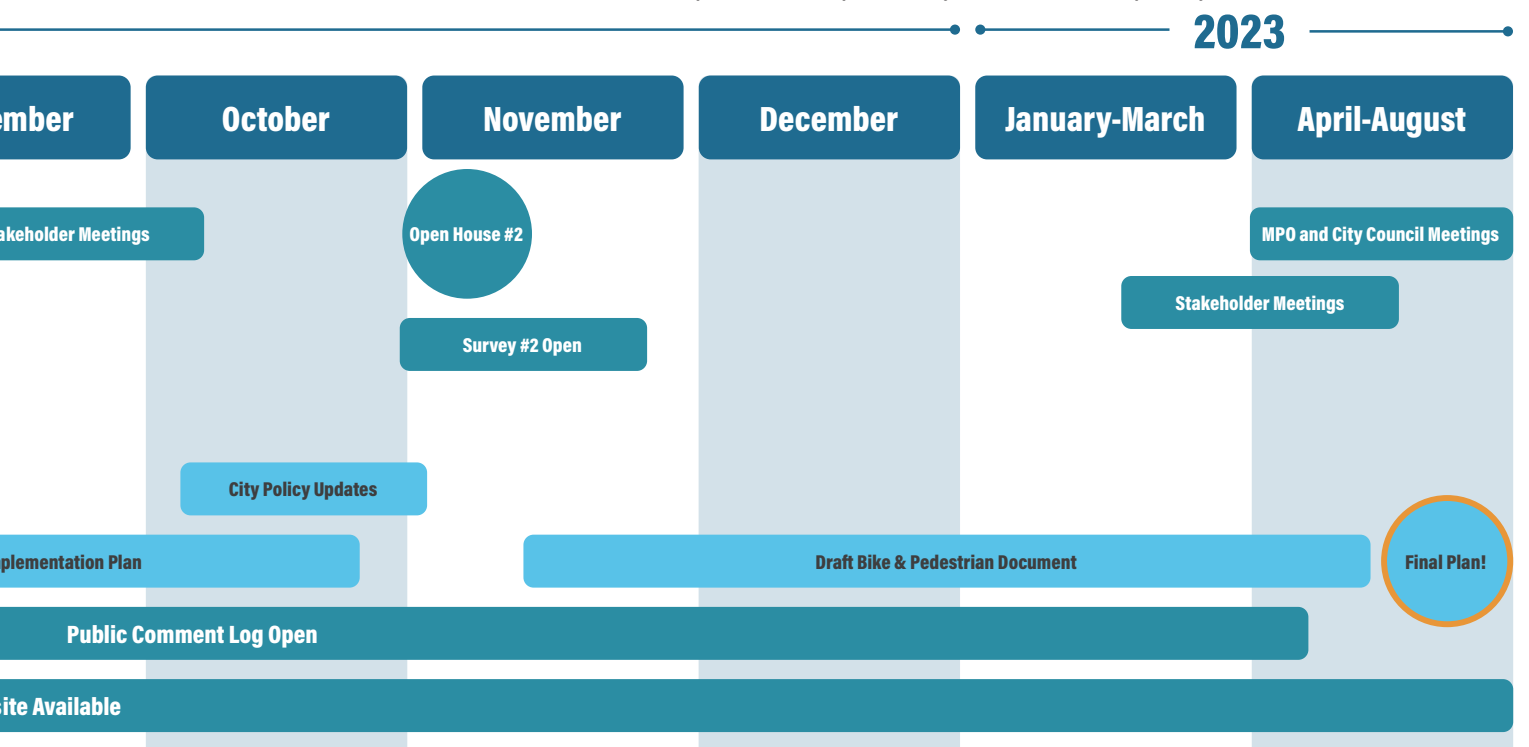 2023
ember
October
November
December
January-March
April-August
akeholder Meetings
Open House #2
MPO and City Council Meetings
Stakeholder Meetings
Survey #2 Open
City Policy Updates
plementation Plan
Draft Bike & Pedestrian Document
Final Plan!
Public Comment Log Open
site Available